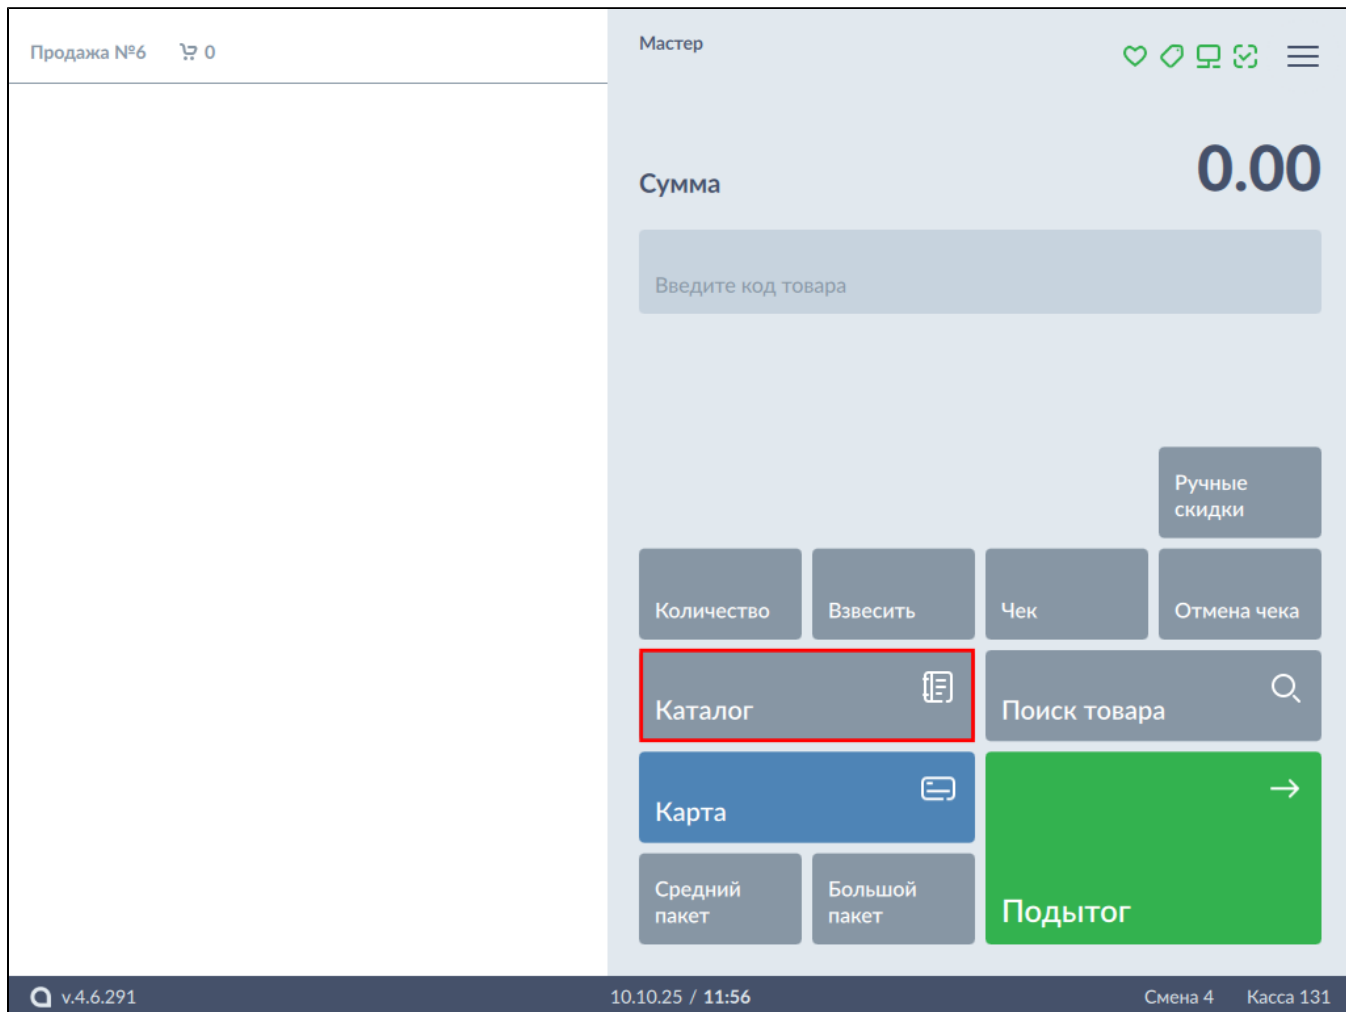 Продажа №6 0
Мастер
Сумма
0.00
Введите код товара
Ручные
скидки
Количество
Взвесить
Чек
Отмена чека
Каталог
Поиск товара
Карта
Средний
пакет
Большой
пакет
Подытог
v.4.6.291
10.10.25 / 11:56
Смена 4
Касса 131